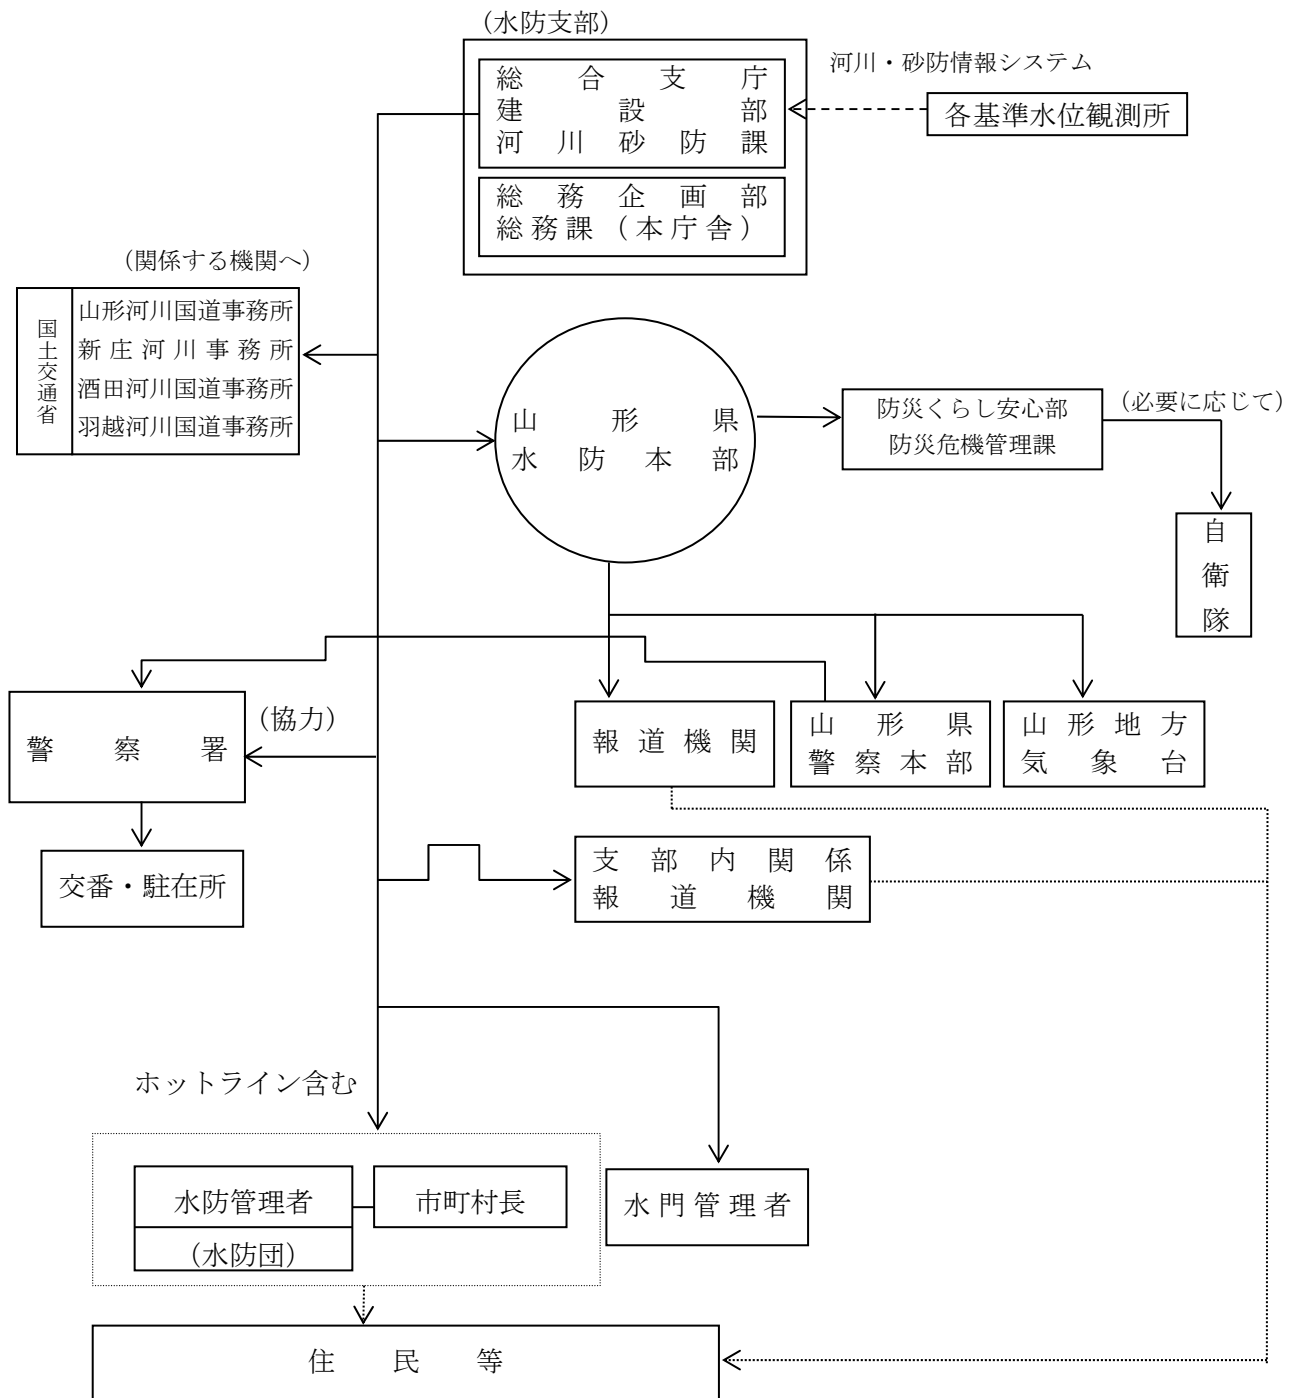 （水防支部）
総合支庁
建設部
河川砂防課
総務企画部
総務課（本庁舎）
河川・砂防情報システム
各基準水位観測所
（関係する機関へ）
国土交通省
山形河川国道事務所
新庄河川事務所
酒田河川国道事務所
羽越河川国道事務所
山形県
水防本部
防災くらし安心部
防災危機管理課
（必要に応じて）
自衛隊
警察署
（協力）
報道機関
山形県
警察本部
山形地方
気象台
交番・駐在所
支部内関係
報道機関
ホットライン含む
水防管理者
（水防団）
市町村長
水門管理者
住民等